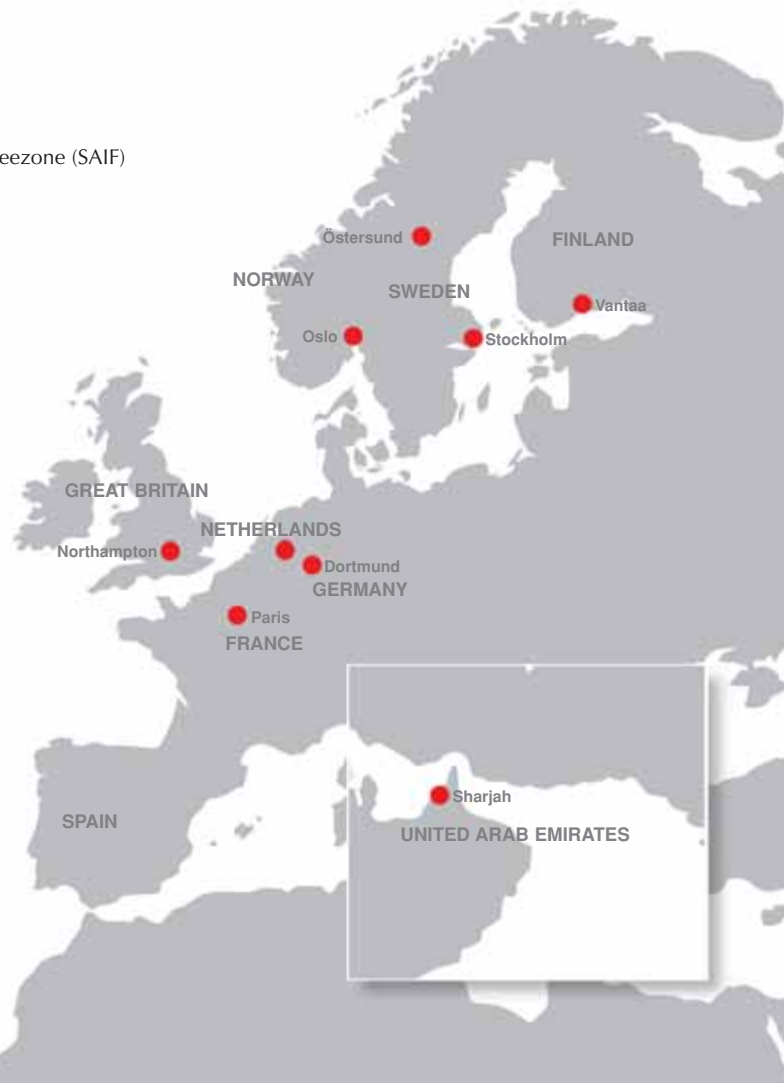 eezone (SAIF)
Östersund
FINLAND
NORWAY
SWEDEN
Vantaa
Oslo
Stockholm
GREAT BRITAIN
NETHERLANDS
Northampton
Dortmund
GERMANY
Paris
FRANCE
Sharjah
SPAIN
UNITED ARAB EMIRATES